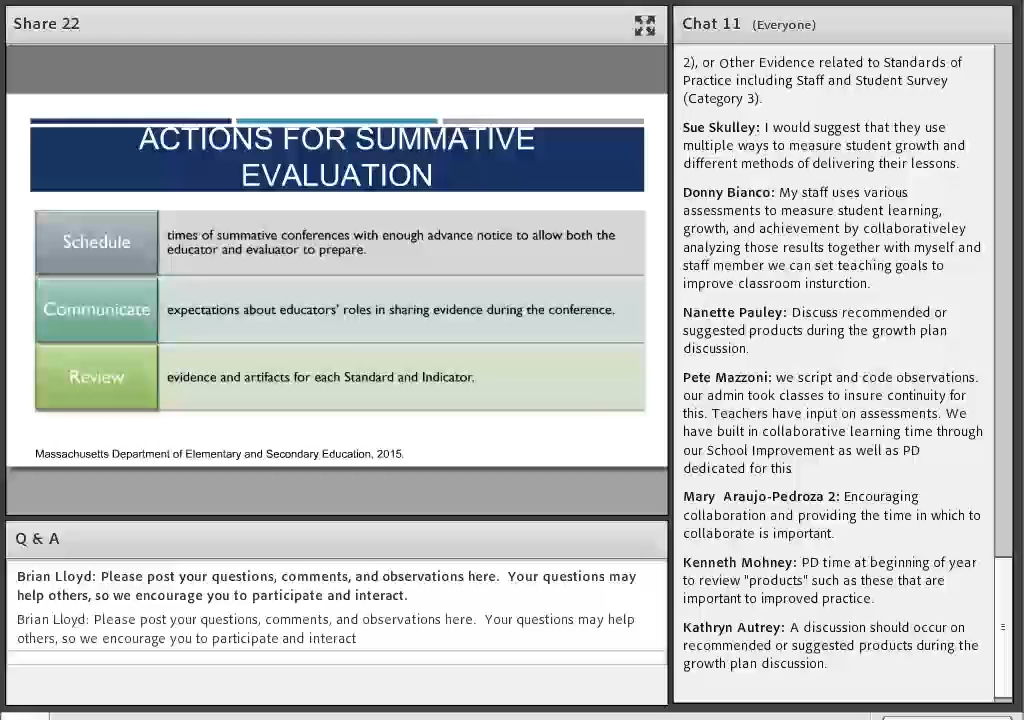 Share 22
ACTIONS FOR SUMMATIVE
EVALUATION
Schedule
times of summative conferences with enough advance notice to allow both the
educator and evaluator to prepare.
Communicate
expectations about educators' roles in sharing evidence during the conference.
Review
evidence and artifacts for each Standard and Indicator.
Massachusetts Department of Elementary and Secondary Education, 2015.
Q & A
Brian Lloyd: Please post your questions, comments, and observations here. Your questions may
help others, so we encourage you to participate and interact.
Brian Lloyd: Please post your questions, comments, and observations here. Your questions may help
others, so we encourage you to participate and interact
Chat 11 (Everyone)
2), or Other Evidence related to Standards of
Practice including Staff and Student Survey
(Category 3).
Sue Skulley: I would suggest that they use
multiple ways to measure student growth and
different methods of delivering their lessons.
Donny Bianco: My staff uses various
assessments to measure student learning,
growth, and achievement by collaborativeley
analyzing those results together with myself and
staff member we can set teaching goals to
improve classroom insturction.
Nanette Pauley: Discuss recommended or
suggested products during the growth plan
discussion.
Pete Mazzoni: we script and code observations.
our admin took classes to insure continuity for
this. Teachers have input on assessments. We
have built in collaborative learning time through
our School Improvement as well as PD
dedicated for this
Mary Araujo-Pedroza 2: Encouraging
collaboration and providing the time in which to
collaborate is important.
Kenneth Mohney: PD time at beginning of year
to review "products" such as these that are
important to improved practice.
Kathryn Autrey: A discussion should occur on
recommended or suggested products during the
growth plan discussion.